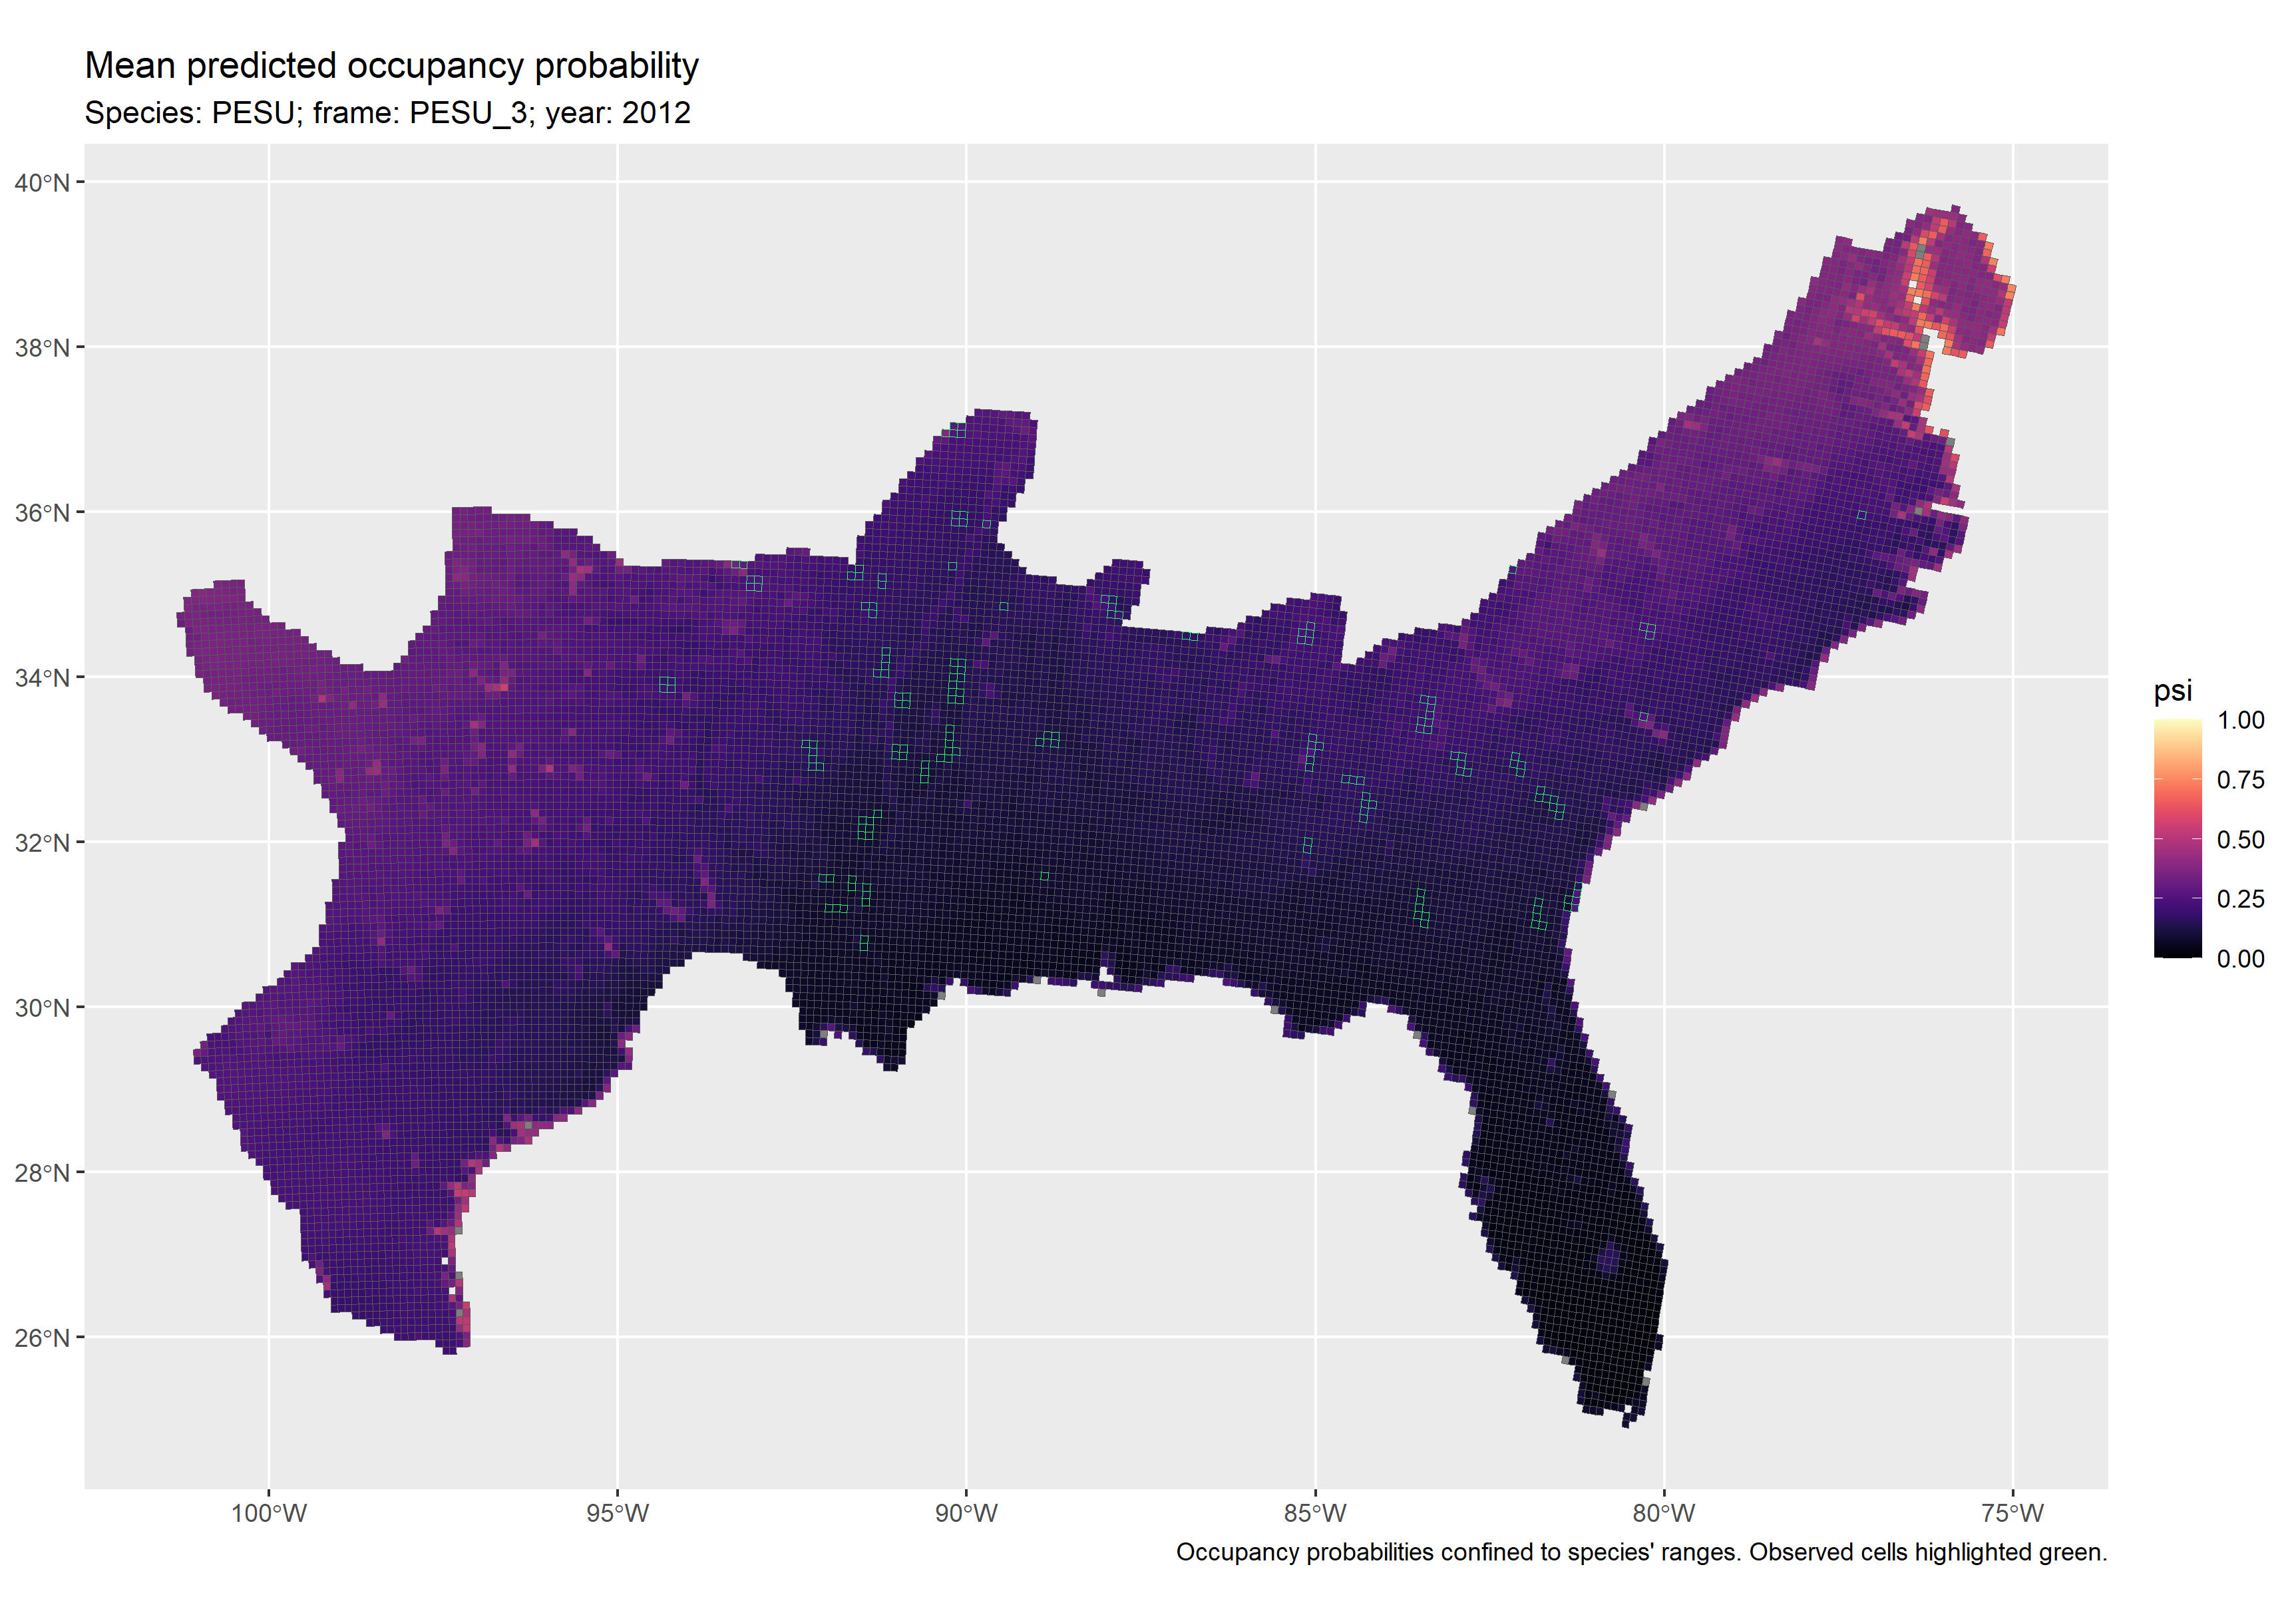 Mean predicted occupancy probability
Species: PESU; frame: PESU_3; year: 2012
40°N
38°N
36°N
34°N
32°N
30°N
28°N
26°N
100°W
95°W
90°W
85°W
80°W
75°W
psi
1.00
0.75
0.50
0.25
0.00
Occupancy probabilities confined to species' ranges. Observed cells highlighted green.